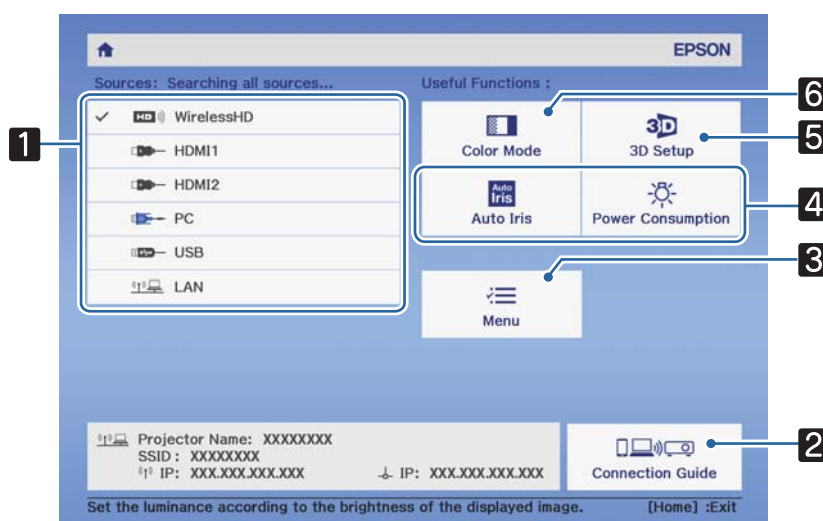 EPSON
Sources: Searching all sources...
Useful Functions :
WirelessHD
HDMI1
HDMI2
PC
USB
LAN
Color Mode
3D
3D Setup
Auto Iris
Auto Iris
Power Consumption
Menu
Projector Name: XXXXXXXX
SSID : XXXXXXXX
IP: XXX.XXX.XXX.XXX
IP: XXX.XXX.XXX.XXX
Connection Guide
Set the luminance according to the brightness of the displayed image.
[Home] :Exit
1
6
5
4
3
2